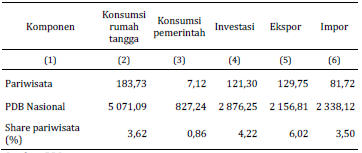 Komponen Konsumsi rumah tangga Konsumsi pemerintah Investasi Ekspor Impor
(1) (2) (3) (4) (5) (6)
Pariwisata 183,73 7,12 121,30 129,75 81,72
PDB Nasional 5 071,09 827,24 2 876,25 2 156,81 2 338,12
Share pariwisata (%) 3,62 0,86 4,22 6,02 3,50